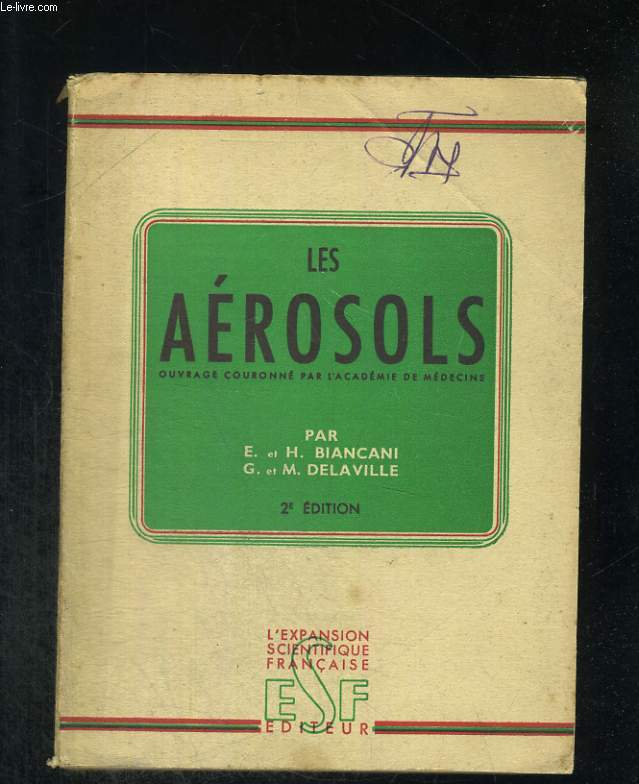 Le-livre.com
LES
AÉROSOLS
OUVRAGE COURONNÉ PAR L'ACADÉMIE DE MÉDECINE
PAR
E. et H. BIANCANI
G. et M. DELAVILLE
2E ÉDITION
L'EXPANSION
SCIENTIFIQUE
FRANÇAISE
ESF
EDITEUR